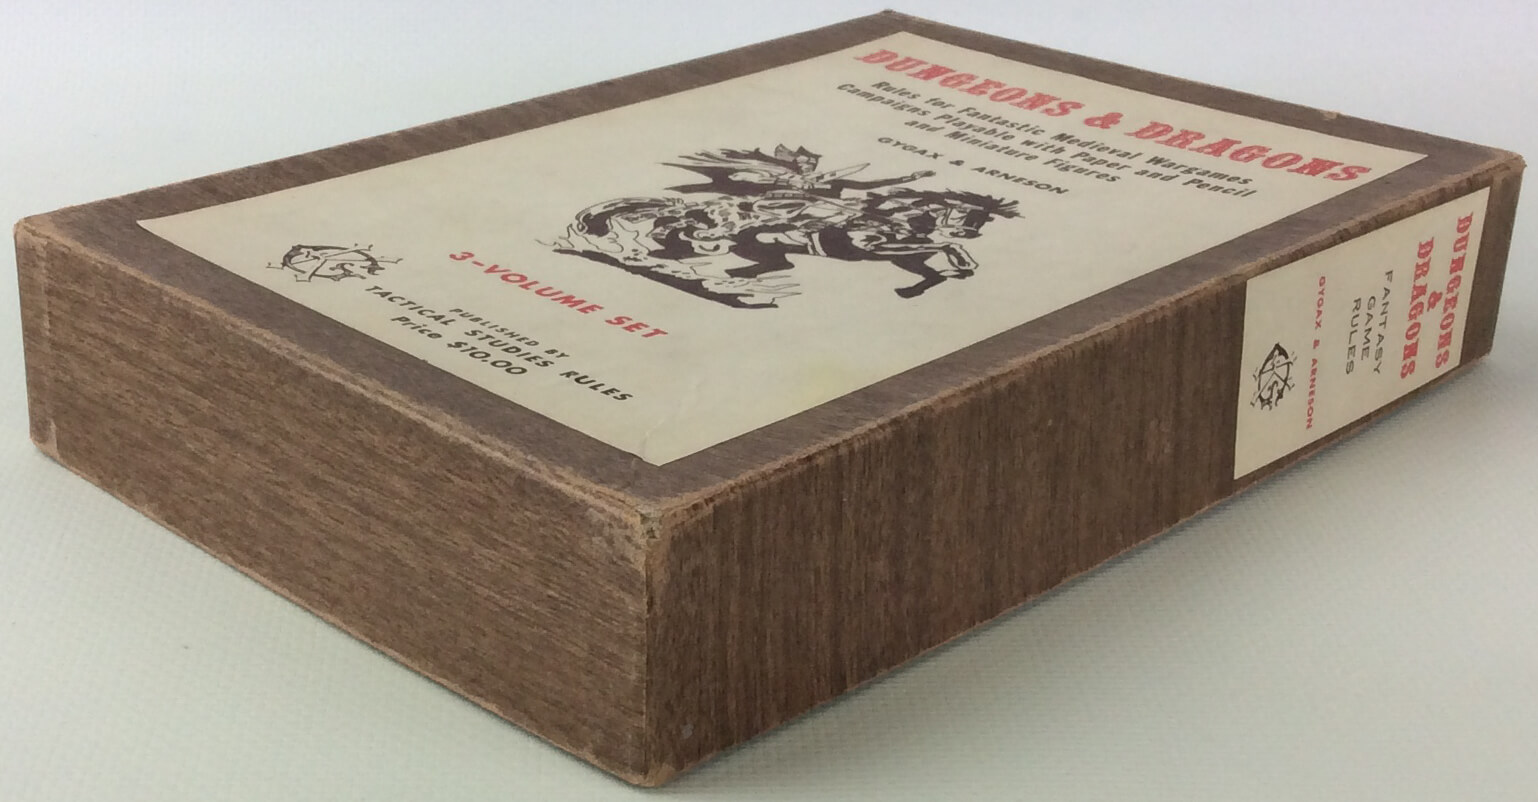 DUNGEONS & DRAGONS
Rules for Fantastic Medieval Wargames
Campaigns Playable with Paper and Pencil
and Miniature Figures
GYGAX & ARNESON
3-VOLUME SET
PUBLISHED BY
TACTICAL STUDIES RULES
Price $10.00
DUNGEONS
&
DRAGONS
FANTASY
GAME
RULES
GYGAX & ARNESON